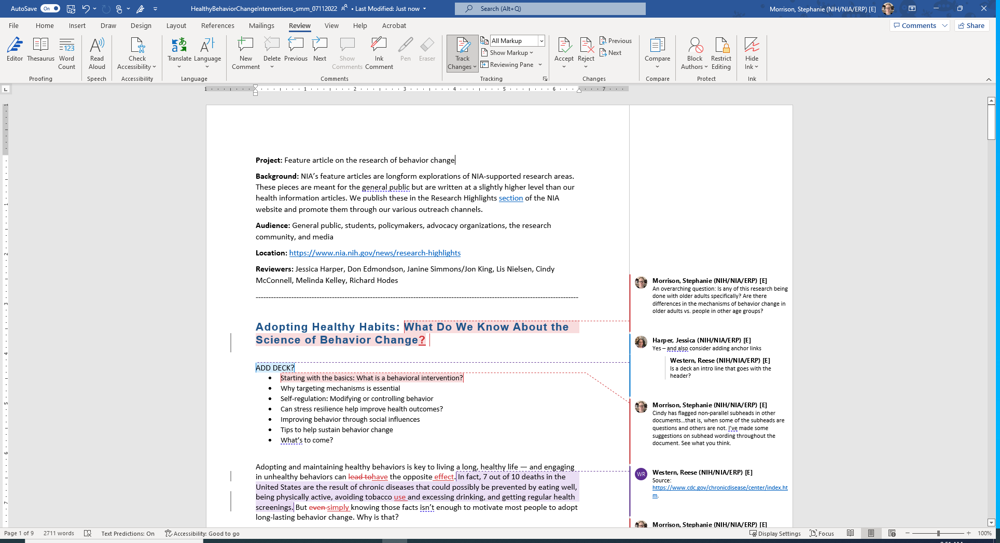 AutoSave On HealthyBehaviorChangeInterventions_smm_07112022 • Last Modified: Just now Search (Alt+Q) Morrison, Stephanie (NIH/NIA/ERP) [E]
File Home Insert Draw Design Layout References Mailings Review View Help Acrobat Comments Share
Editor Thesaurus Word Count Read Aloud Check Accessibility Translate Language New Comment Delete Previous Next Show Comments Ink Comment Pen Eraser Track Changes All Markup Show Markup Reviewing Pane Accept Reject Previous Next Compare Block Authors Restrict Editing Hide Ink
Proofing Speech Accessibility Language Comments Tracking Changes Compare Protect Ink
1 1 2 3 4 5 6 7
Project: Feature article on the research of behavior change
Background: NIA’s feature articles are longform explorations of NIA-supported research areas.
These pieces are meant for the general public but are written at a slightly higher level than our
health information articles. We publish these in the Research Highlights section of the NIA
website and promote them through our various outreach channels.
Audience: General public, students, policymakers, advocacy organizations, the research
community, and media
Location: https://www.nia.nih.gov/news/research-highlights
Reviewers: Jessica Harper, Don Edmondson, Janine Simmons/Jon King, Lis Nielsen, Cindy
McConnell, Melinda Kelley, Richard Hodes
Adopting Healthy Habits: What Do We Know About the
Science of Behavior Change?
ADD DECK?
• Starting with the basics: What is a behavioral intervention?
• Why targeting mechanisms is essential
• Self-regulation: Modifying or controlling behavior
• Can stress resilience help improve health outcomes?
• Improving behavior through social influences
• Tips to help sustain behavior change
• What’s to come?
Adopting and maintaining healthy behaviors is key to living a long, healthy life — and engaging
in unhealthy behaviors can lead tohave the opposite effect. In fact, 7 out of 10 deaths in the
United States are the result of chronic diseases that could possibly be prevented by eating well,
being physically active, avoiding tobacco use and excessing drinking, and getting regular health
screenings. But even simply knowing those facts isn’t enough to motivate most people to adopt
long-lasting behavior change. Why is that?
Morrison, Stephanie (NIH/NIA/ERP) [E]
An overarching question: Is any of this research being
done with older adults specifically? Are there
differences in the mechanisms of behavior change in
older adults vs. people in other age groups?
Harper, Jessica (NIH/NIA/ERP) [E]
Yes – and also consider adding anchor links
Western, Reese (NIH/NIA/ERP) [E]
Is a deck an intro line that goes with the
header?
Morrison, Stephanie (NIH/NIA/ERP) [E]
Cindy has flagged non-parallel subheads in other
documents...that is, when some of the subheads are
questions and others are not. I’ve made some
suggestions on subhead wording throughout the
document. See what you think.
WR Western, Reese (NIH/NIA/ERP) [E]
Source:
https://www.cdc.gov/chronicdisease/center/index.ht
m.
Morrison, Stephanie (NIH/NIA/ERP) [E]
Page 1 of 9 2711 words Text Predictions: On Accessibility: Good to go Display Settings Focus 100%